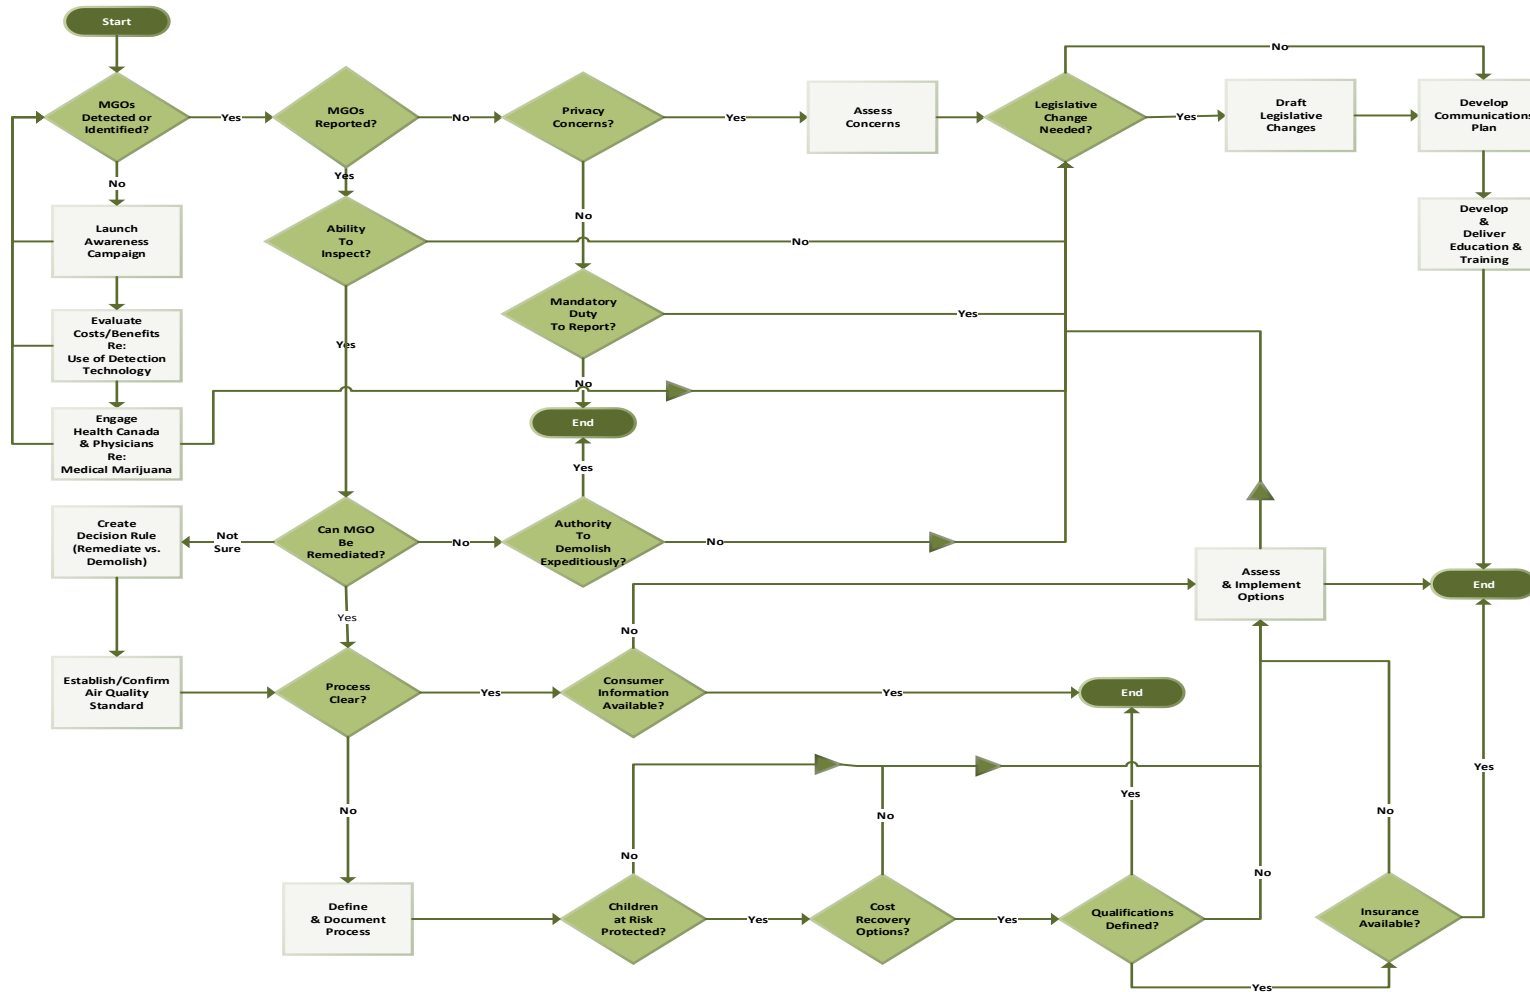 Start
No
MGOs
Detected or
Identified?
Yes
MGOs
Reported?
No
Privacy
Concerns?
Yes
Assess
Concerns
Legislative
Change
Needed?
Yes
Draft
Legislative
Changes
Develop
Communications
Plan
No
Yes
Launch
Awareness
Campaign
Ability
To
Inspect?
No
No
Develop
&
Deliver
Education &
Training
Evaluate
Costs/Benefits
Re:
Use of Detection
Technology
Yes
Mandatory
Duty
To Report?
Yes
No
Engage
Health Canada
& Physicians
Re:
Medical Marijuana
End
Yes
Create
Decision Rule
(Remediate vs.
Demolish)
Not
Sure
Can MGO
Be
Remediated?
No
Authority
To
Demolish
Expeditiously?
No
Assess
& Implement
Options
End
Yes
No
Establish/Confirm
Air Quality
Standard
Process
Clear?
Yes
Consumer
Information
Available?
Yes
End
Yes
Yes
No
No
No
No
No
Define
& Document
Process
Children
at Risk
Protected?
Yes
Cost
Recovery
Options?
Yes
Qualifications
Defined?
Insurance
Available?
Yes